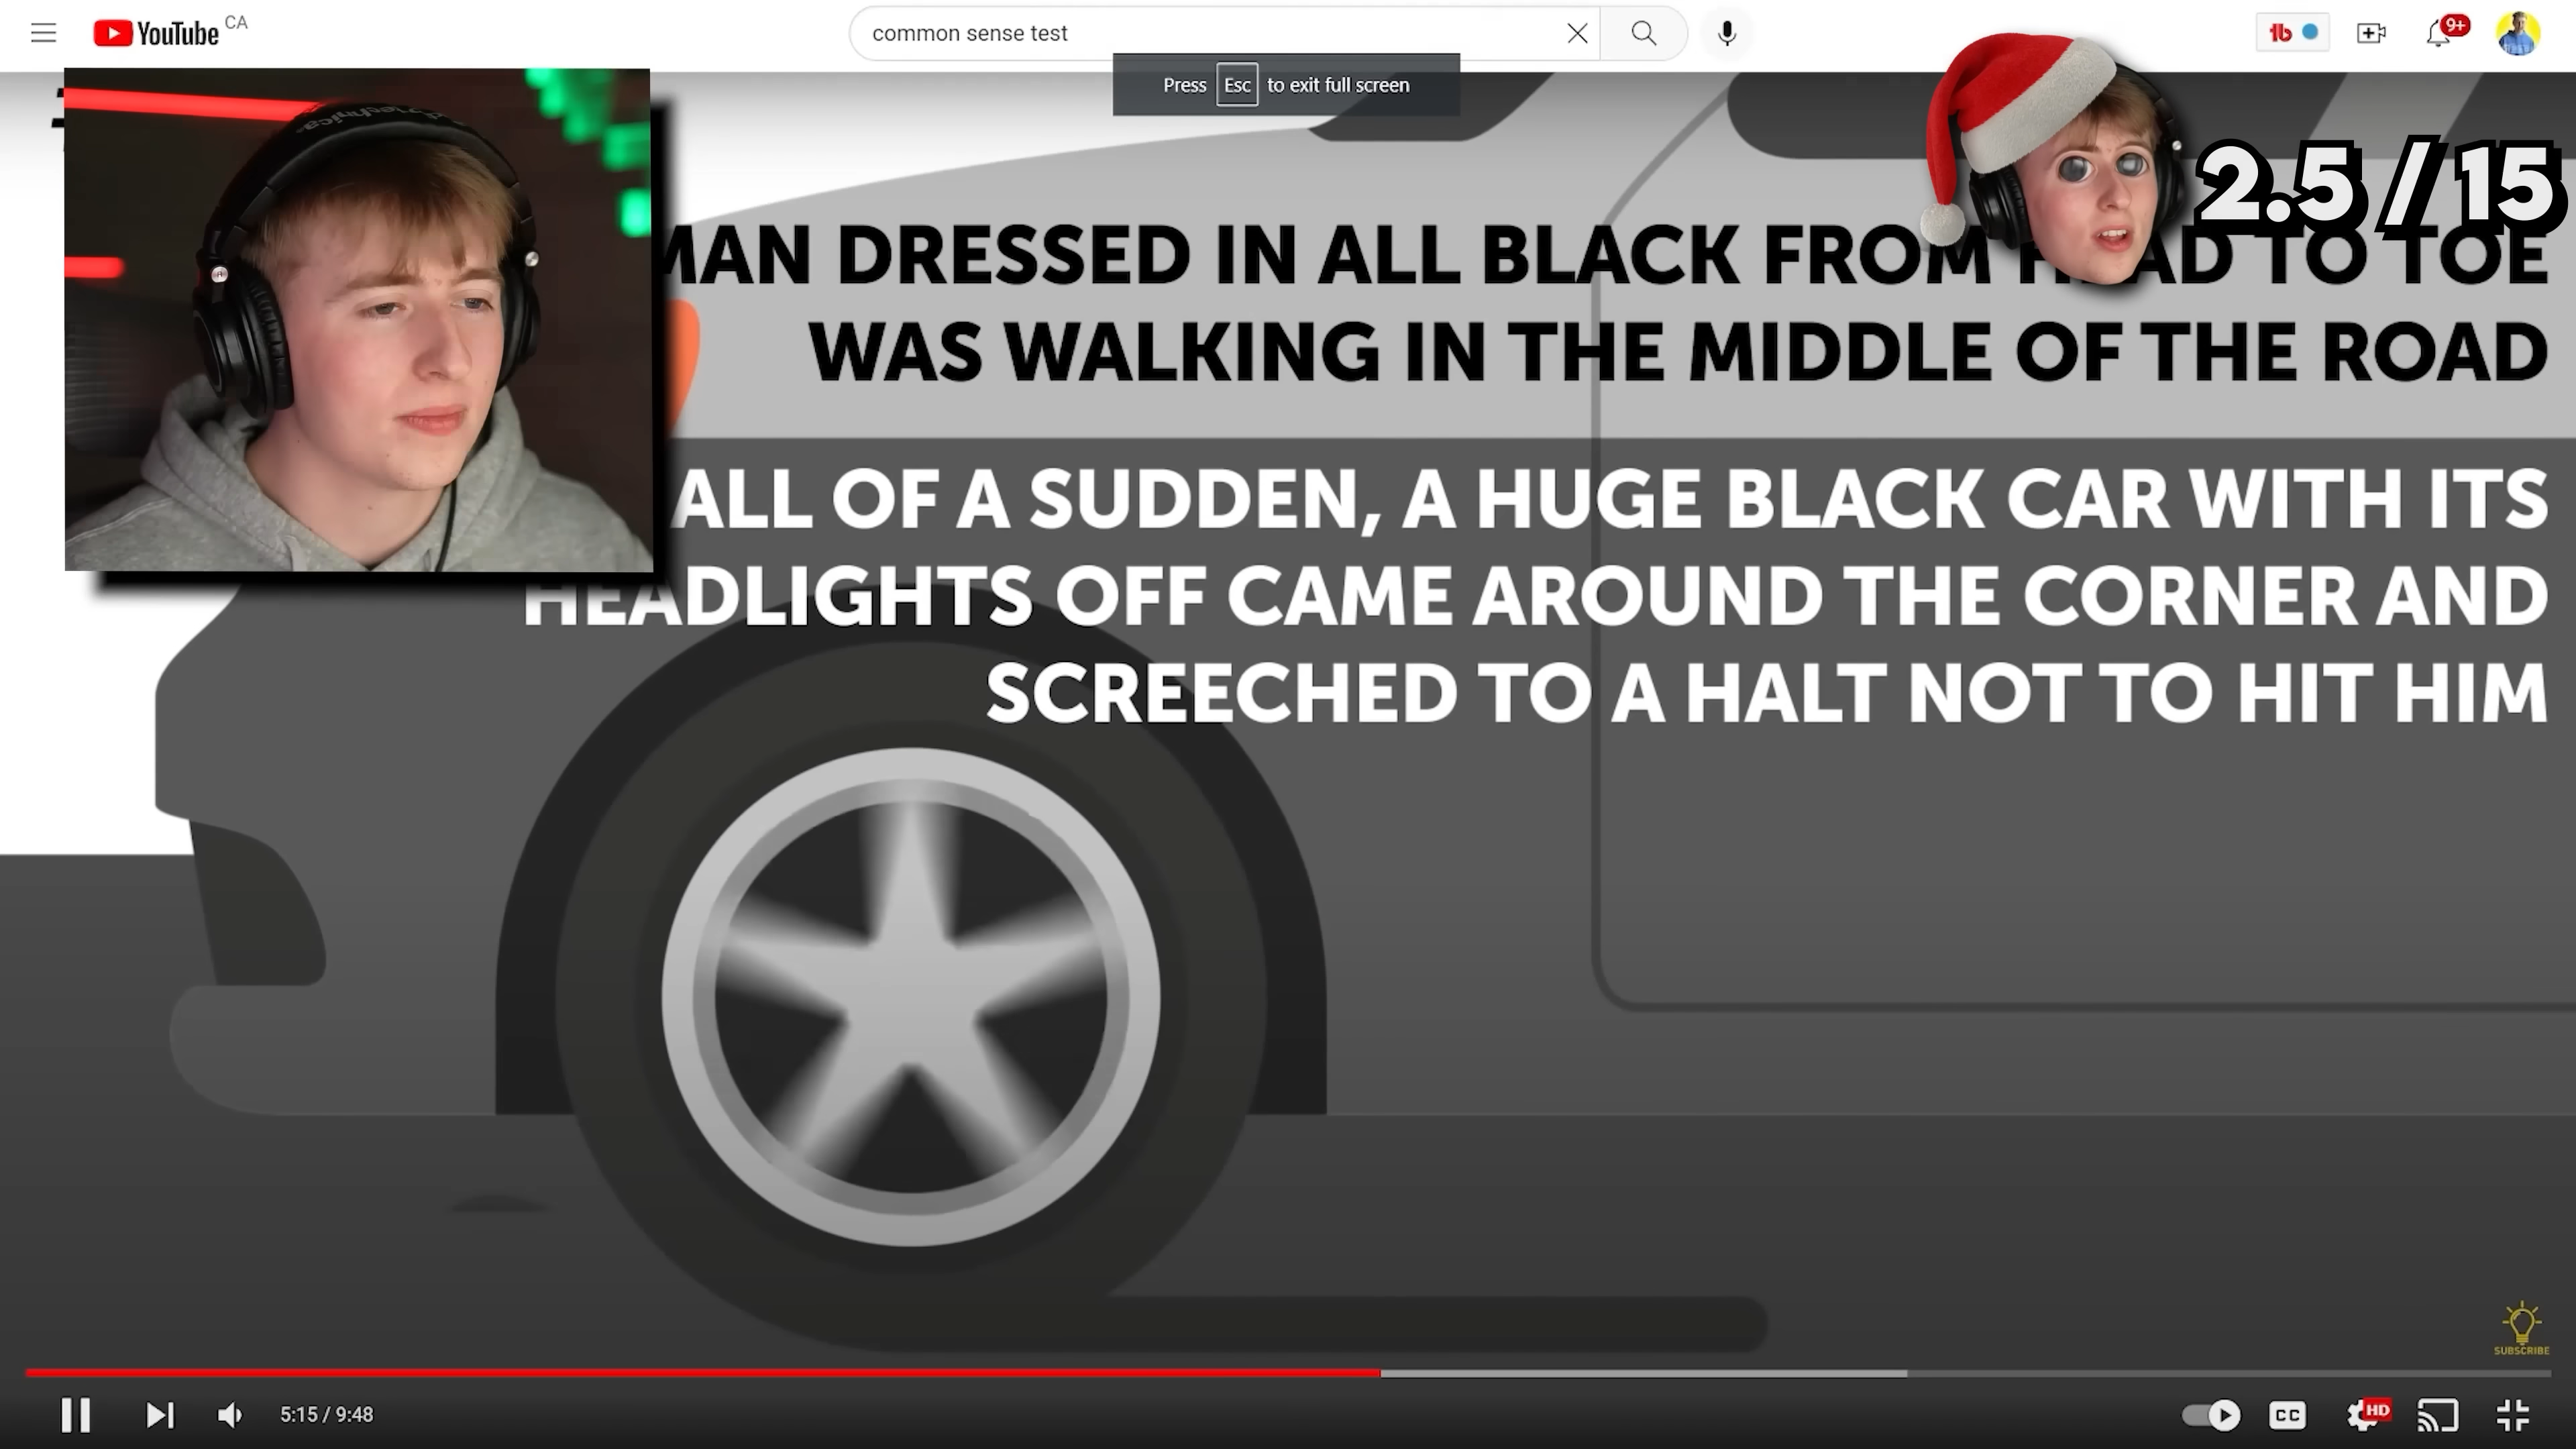 YouTube CA
common sense test
9+
Press Esc to exit full screen
2.5/15
MAN DRESSED IN ALL BLACK FROM HEAD TO TOE
WAS WALKING IN THE MIDDLE OF THE ROAD
ALL OF A SUDDEN, A HUGE BLACK CAR WITH ITS
HEADLIGHTS OFF CAME AROUND THE CORNER AND
SCREECHED TO A HALT NOT TO HIT HIM
SUBSCRIBE
5:15 / 9:48
CC
HD